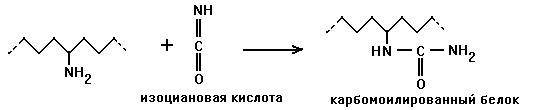 NH
‖
C
‖
O
+
NH₂
HN — C — NH₂
‖
O
изоциановая кислота
карбомоилированный белок